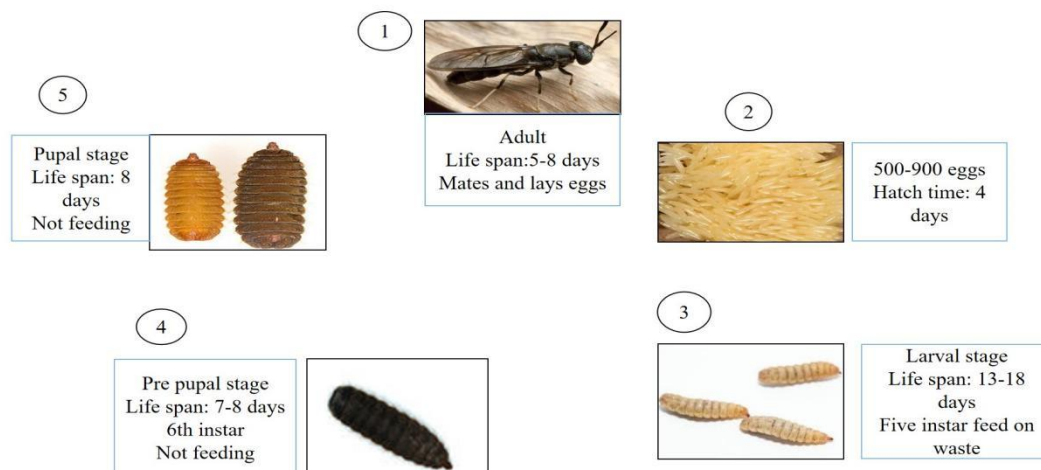 1
Adult
Life span:5-8 days
Mates and lays eggs
2
500-900 eggs
Hatch time: 4
days
3
Larval stage
Life span: 13-18
days
Five instar feed on
waste
4
Pre pupal stage
Life span: 7-8 days
6th instar
Not feeding
5
Pupal stage
Life span: 8
days
Not feeding